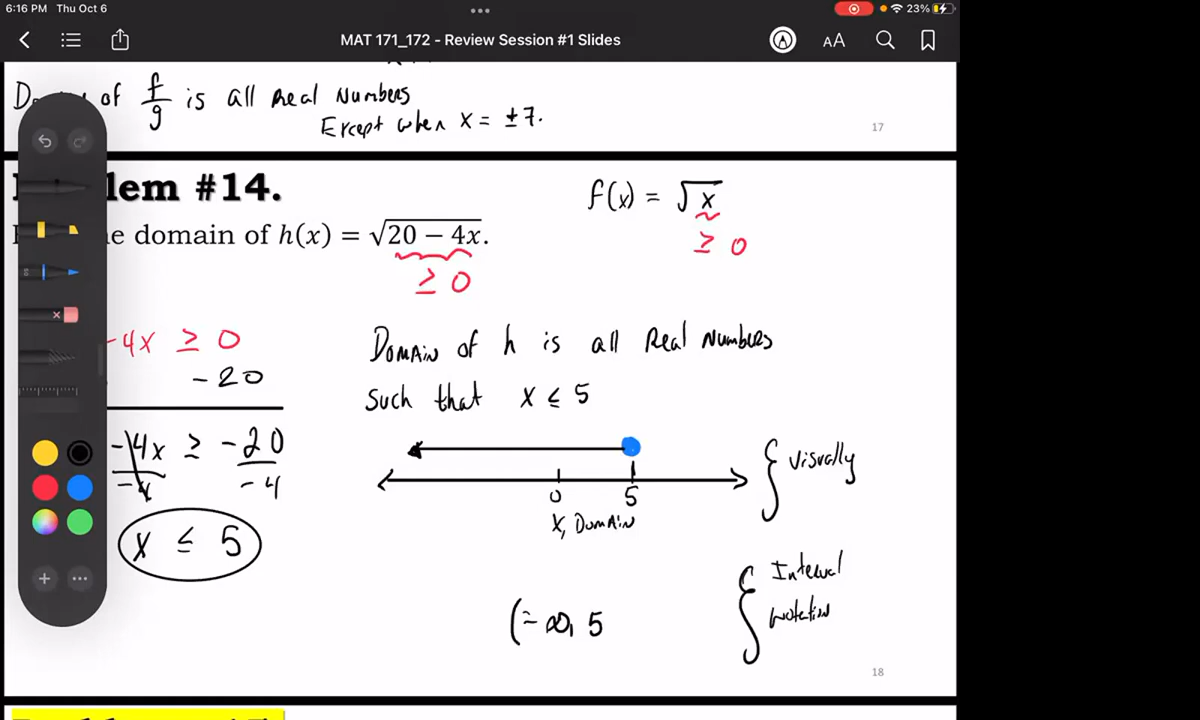 6:16 PM Thu Oct 6
23%
MAT 171_172 - Review Session #1 Slides
AA
of f/g is all Real Numbers
Except when x = ±7.
17
lem #14.
e domain of h(x) = √20 − 4x.
≥ 0
f(x) = √x
≥ 0
-4x ≥ 0
-20
-4x ≥ -20
-4 -4
x ≤ 5
Domain of h is all Real Numbers
such that x ≤ 5
0 5
x, Domain
Visually
Interval
Notation
(-∞, 5
18